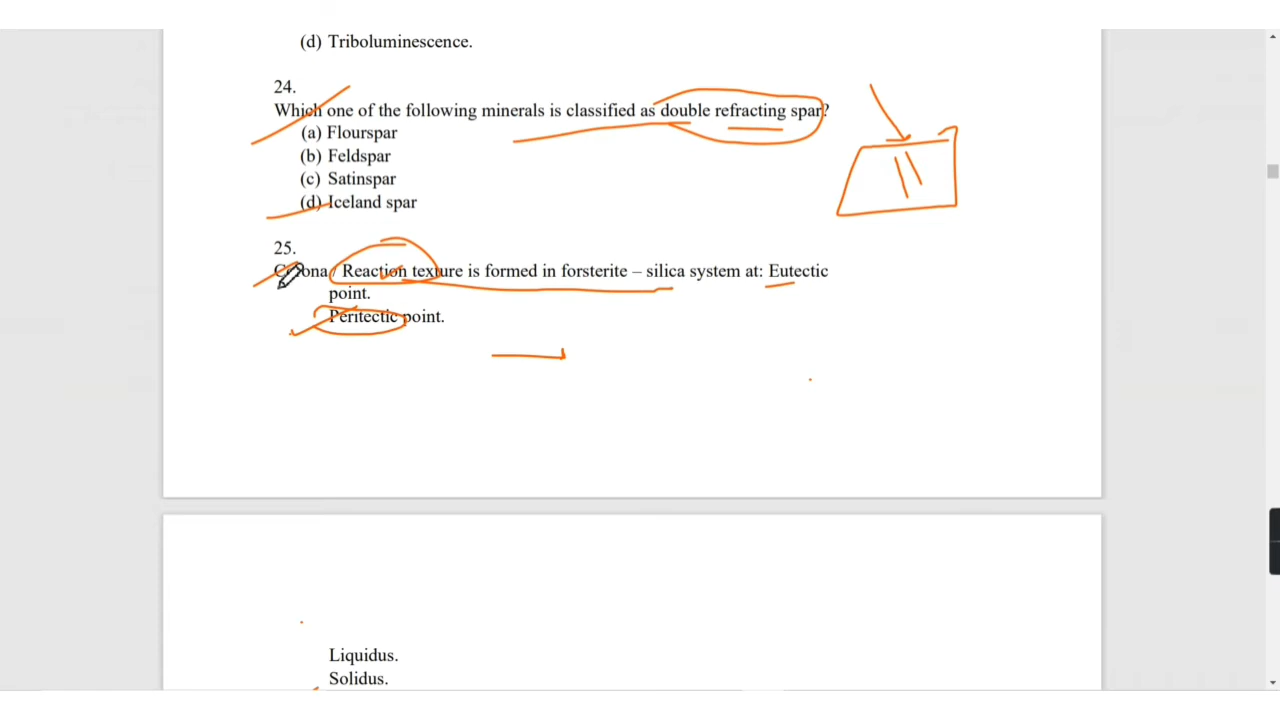 (d) Triboluminescence.
24.
Which one of the following minerals is classified as double refracting spar?
(a) Flourspar
(b) Feldspar
(c) Satinspar
(d) Iceland spar
25.
Corona / Reaction texture is formed in forsterite – silica system at: Eutectic
point.
Peritectic point.
Liquidus.
Solidus.